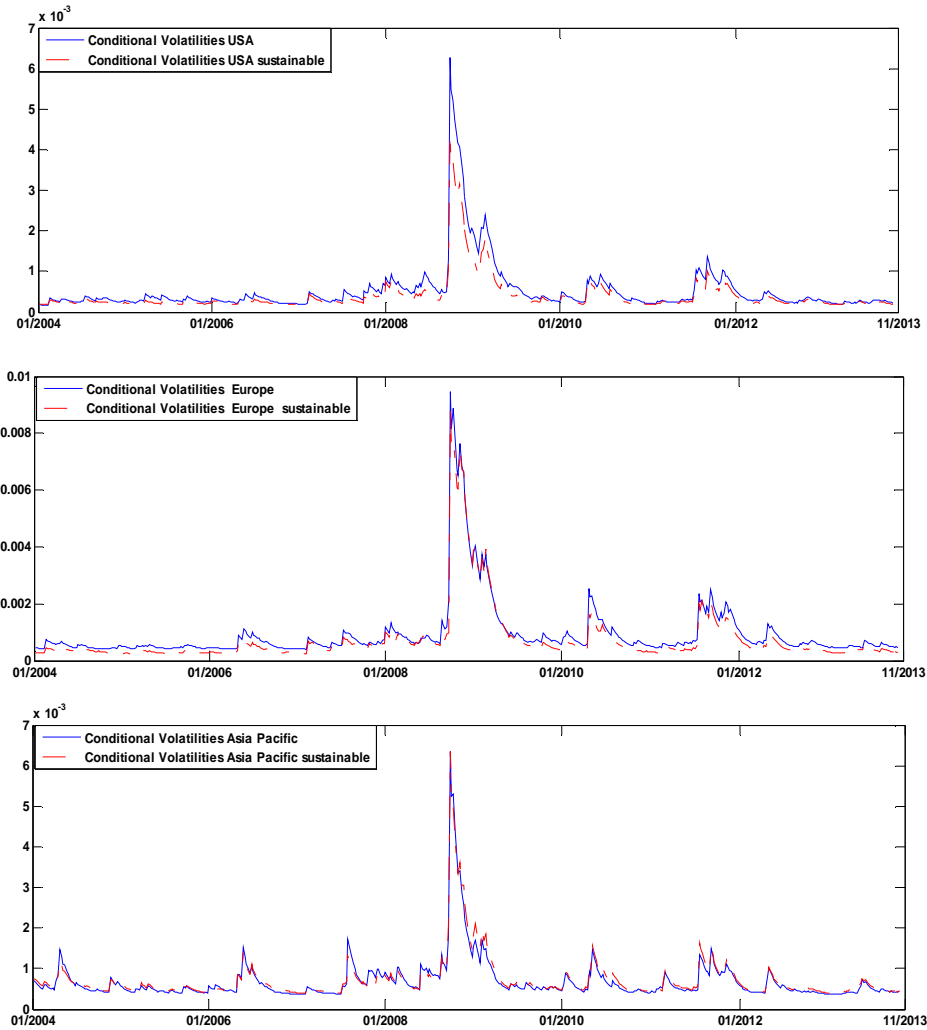 x 10-3
7
6
5
4
3
2
1
0
Conditional Volatilities USA
Conditional Volatilities USA sustainable
01/2004 01/2006 01/2008 01/2010 01/2012 11/2013
0.01
0.008
0.006
0.004
0.002
0
Conditional Volatilities Europe
Conditional Volatilities Europe sustainable
01/2004 01/2006 01/2008 01/2010 01/2012 11/2013
x 10-3
7
6
5
4
3
2
1
0
Conditional Volatilities Asia Pacific
Conditional Volatilities Asia Pacific sustainable
01/2004 01/2006 01/2008 01/2010 01/2012 11/2013